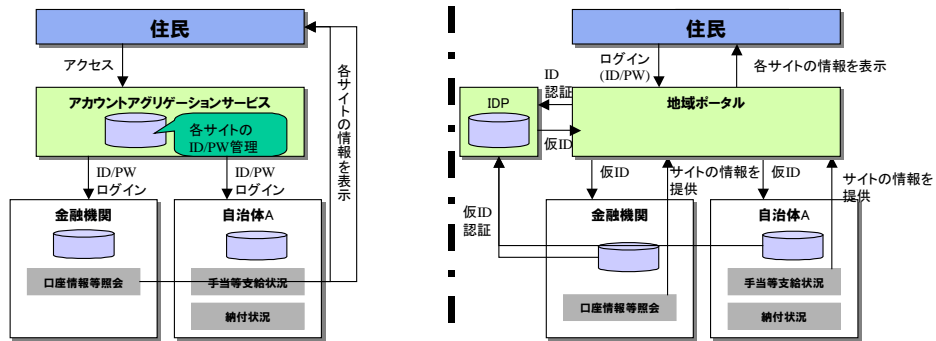 住民
アクセス
アカウントアグリゲーションサービス
各サイトの
ID/PW管理
ID/PW
ログイン
ID/PW
ログイン
各サイトの情報を表示
金融機関
口座情報等照会
自治体A
手当等支給状況
納付状況
住民
ログイン
(ID/PW)
各サイトの情報を表示
ID
認証
IDP
地域ポータル
仮ID
仮ID
サイトの情報を
提供
仮ID
サイトの情報を
提供
仮ID
認証
金融機関
口座情報等照会
自治体A
手当等支給状況
納付状況